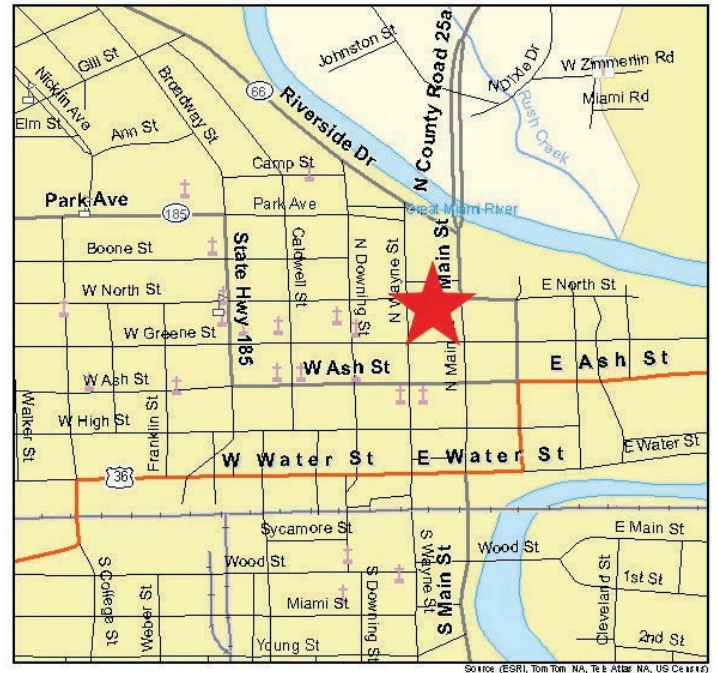 Gill St
Johnston St
N County Road 25a
N Dixie Dr
W Zimmerlin Rd
Miami Rd
Rush Creek
Nicklin Ave
Broadway St
66
Riverside Dr
Elm St
Ann St
Camp St
Park Ave
185
Park Ave
Great Miami River
Boone St
State Hwy 185
Caldwell St
N Downing St
N Wayne St
Main St
W North St
E North St
W Greene St
N Main
W Ash St
W Ash St
E Ash St
Walker St
W High St
Franklin St
W Water St
E Water St
E Water St
36
Sycamore St
S Wayne St
E Main St
Wood St
Wood St
S College St
Weber St
Miami St
S Downing St
S Main St
Cleveland St
1st St
Young St
2nd St
Source (ESRI, Tom Tom NA, Tele Atlas NA, US Census)